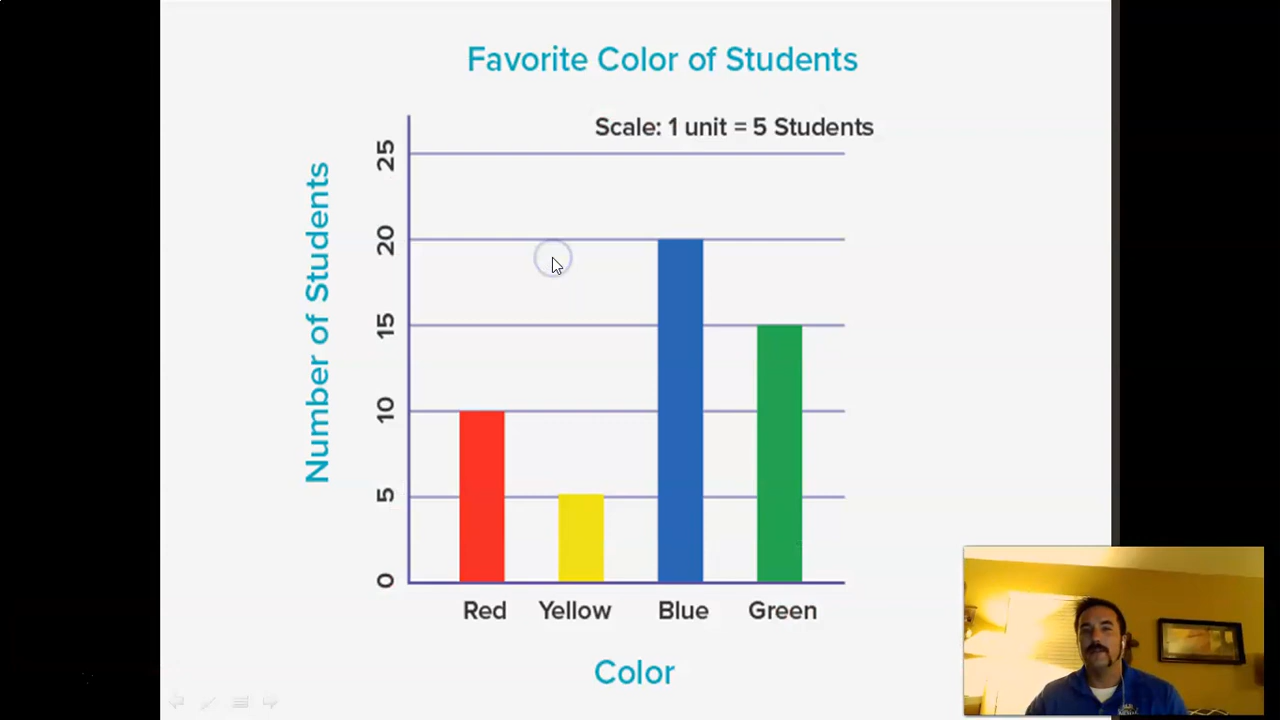 Favorite Color of Students
Scale: 1 unit = 5 Students
Number of Students
25
20
15
10
5
0
Red Yellow Blue Green
Color